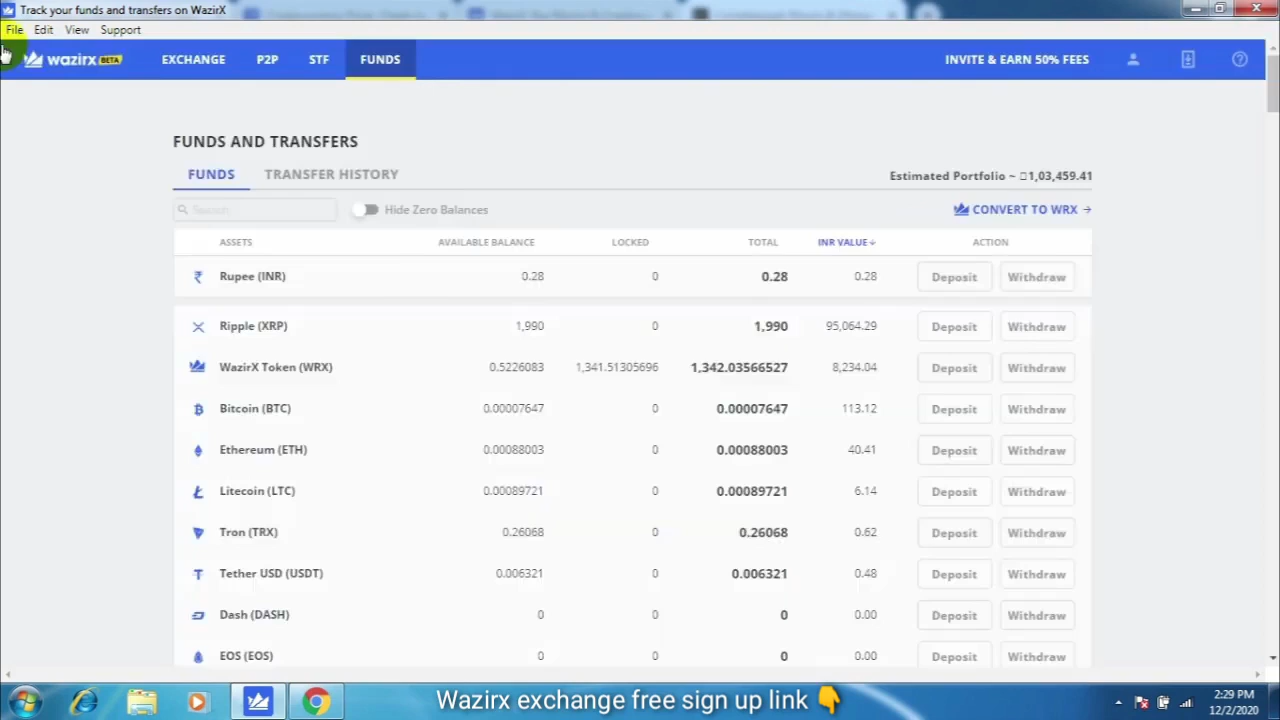 Track your funds and transfers on WazirX
File Edit View Support
wazirx BETA EXCHANGE P2P STF FUNDS INVITE & EARN 50% FEES
FUNDS AND TRANSFERS
FUNDS TRANSFER HISTORY Estimated Portfolio ~ □1,03,459.41
Search Hide Zero Balances CONVERT TO WRX →
ASSETS AVAILABLE BALANCE LOCKED TOTAL INR VALUE↓ ACTION
₹ Rupee (INR) 0.28 0 0.28 0.28 Deposit Withdraw
Ripple (XRP) 1,990 0 1,990 95,064.29 Deposit Withdraw
WazirX Token (WRX) 0.5226083 1,341.51305696 1,342.03566527 8,234.04 Deposit Withdraw
Bitcoin (BTC) 0.00007647 0 0.00007647 113.12 Deposit Withdraw
Ethereum (ETH) 0.00088003 0 0.00088003 40.41 Deposit Withdraw
Litecoin (LTC) 0.00089721 0 0.00089721 6.14 Deposit Withdraw
Tron (TRX) 0.26068 0 0.26068 0.62 Deposit Withdraw
Tether USD (USDT) 0.006321 0 0.006321 0.48 Deposit Withdraw
Dash (DASH) 0 0 0 0.00 Deposit Withdraw
EOS (EOS) 0 0 0 0.00 Deposit Withdraw
Wazirx exchange free sign up link 👇
2:29 PM
12/2/2020